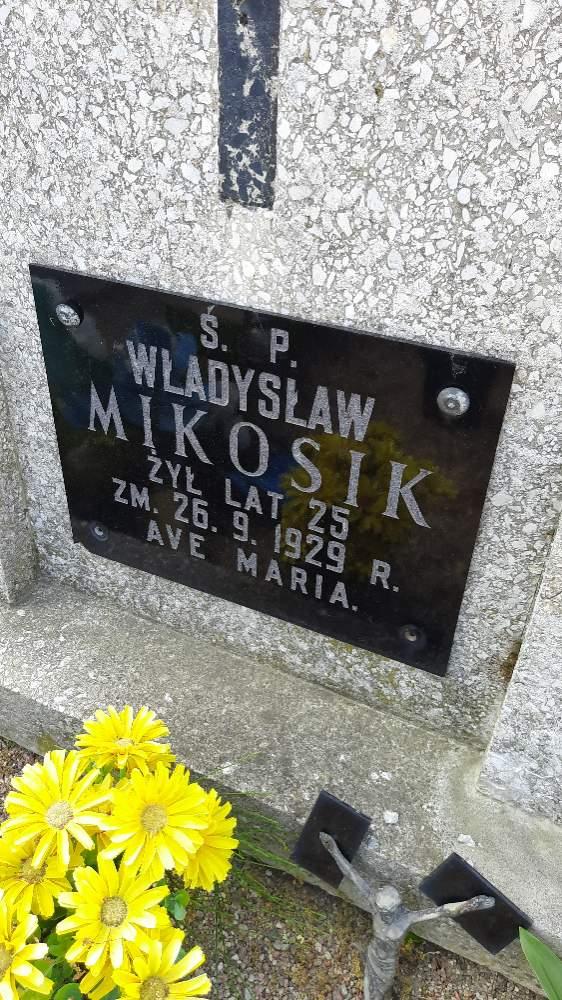 Ś. P.
WŁADYSŁAW
MIKOSIK
ŻYŁ LAT 25
ZM. 26. 9. 1929 R.
AVE MARIA.